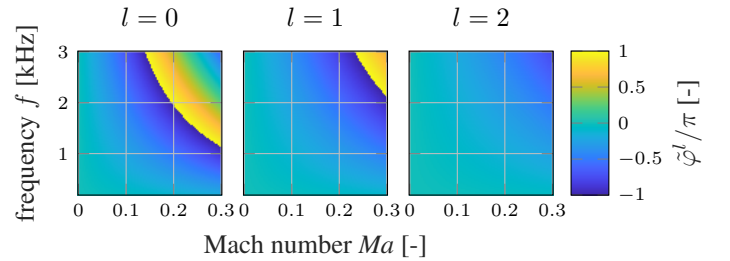 l = 0 l = 1 l = 2
frequency f [kHz]
3
2
1
0 0.1 0.2 0.3 0 0.1 0.2 0.3 0 0.1 0.2 0.3
Mach number Ma [-]
1
0.5
0
−0.5
−1
φ̃^l/π [-]